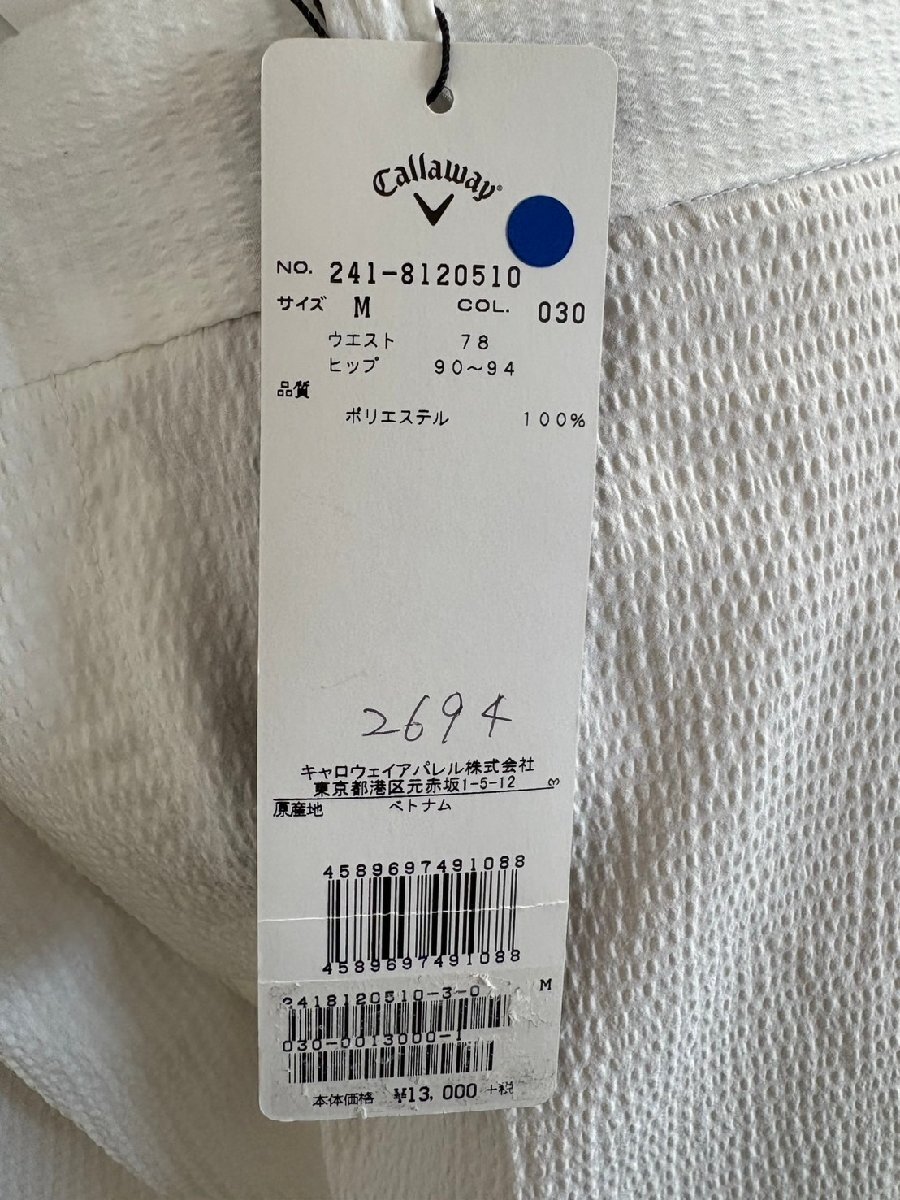 Callaway
NO. 241-8120510
サイズ M COL. 030
ウエスト 78
ヒップ 90～94
品質
ポリエステル 100%
2694
キャロウェイアパレル株式会社
東京都港区元赤坂1-5-12
原産地 ベトナム
4589697491088
4589697491088
2418120510-3-0 M
030-0013000-1
本体価格 ¥13,000 +税